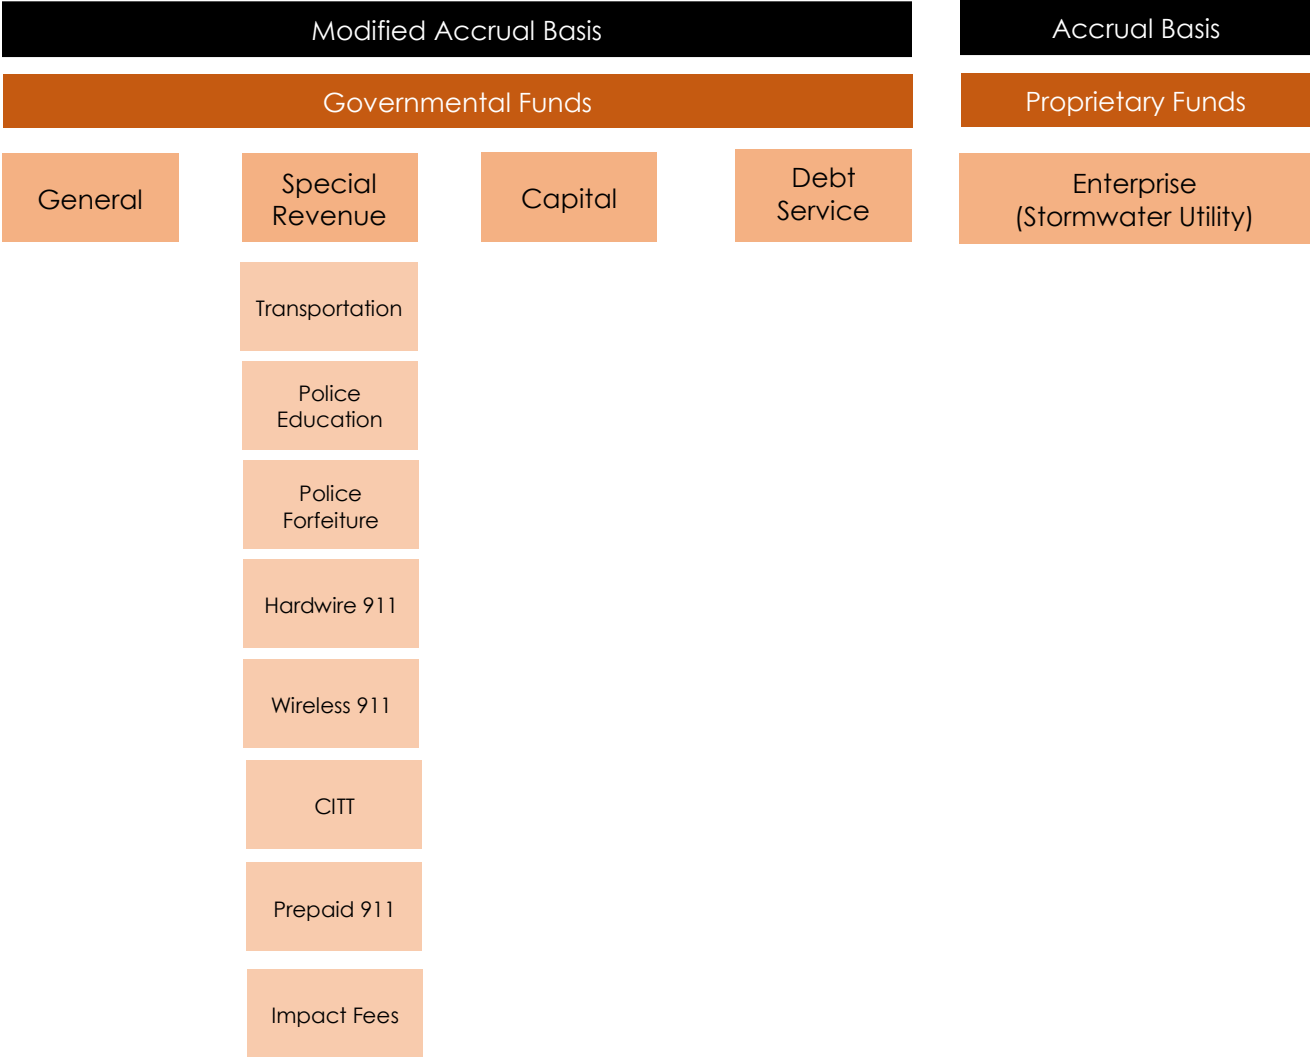 Modified Accrual Basis
Accrual Basis
Governmental Funds
Proprietary Funds
General
Special
Revenue
Capital
Debt
Service
Enterprise
(Stormwater Utility)
Transportation
Police
Education
Police
Forfeiture
Hardwire 911
Wireless 911
CITT
Prepaid 911
Impact Fees